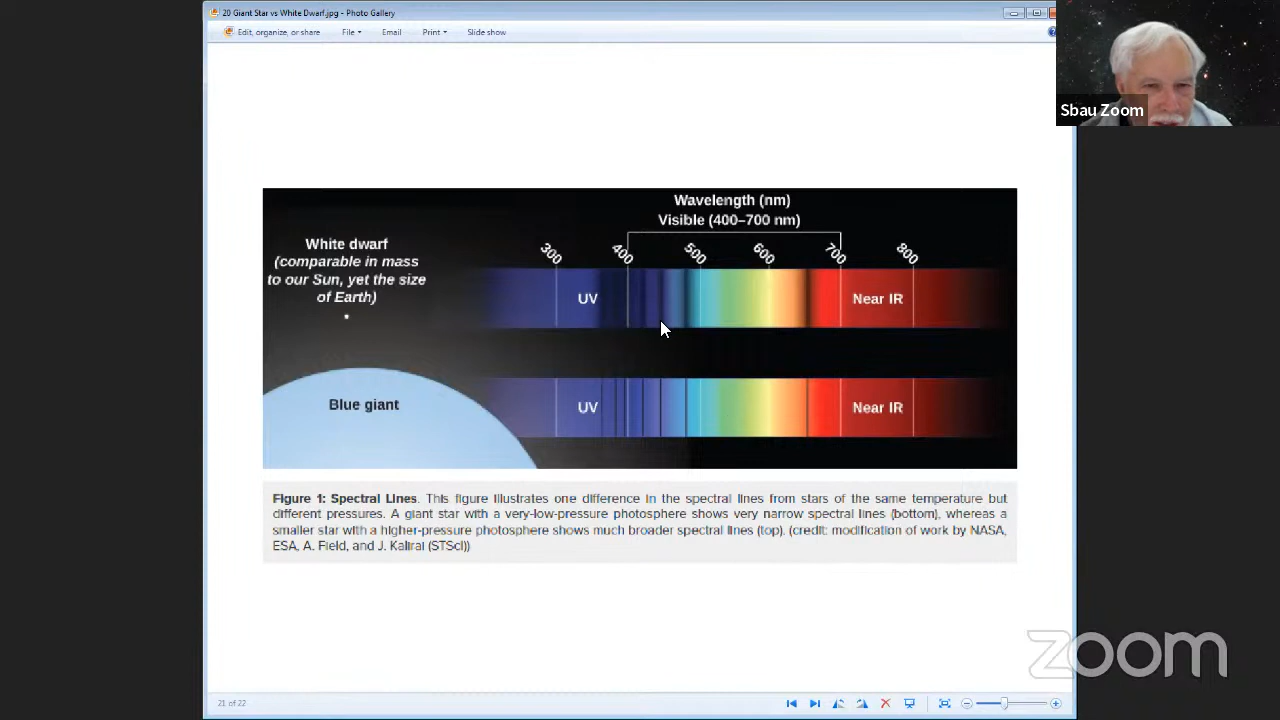 20 Giant Star vs White Dwarf.jpg - Photo Gallery
Edit, organize, or share File Email Print Slide show
Sbau Zoom
Wavelength (nm)
Visible (400–700 nm)
300 400 500 600 700 800
White dwarf
(comparable in mass
to our Sun, yet the size
of Earth)
UV Near IR
Blue giant
UV Near IR
Figure 1: Spectral Lines. This figure illustrates one difference in the spectral lines from stars of the same temperature but
different pressures. A giant star with a very-low-pressure photosphere shows very narrow spectral lines (bottom), whereas a
smaller star with a higher-pressure photosphere shows much broader spectral lines (top). (credit: modification of work by NASA,
ESA, A. Field, and J. Kalirai (STScI))
zoom
21 of 22